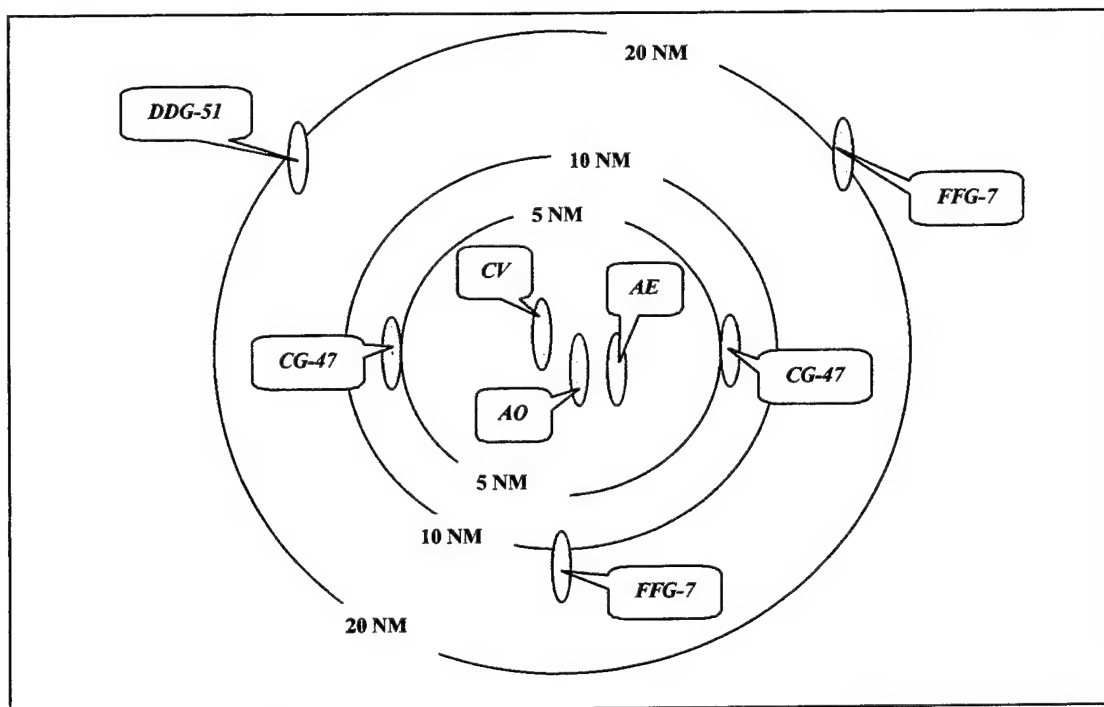 20 NM
DDG-51
10 NM
FFG-7
5 NM
CV
AE
CG-47
CG-47
AO
5 NM
10 NM
FFG-7
20 NM